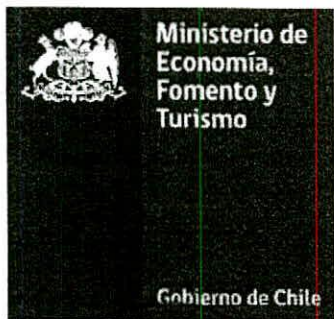 Ministerio de
Economía,
Fomento y
Turismo
Gobierno de Chile